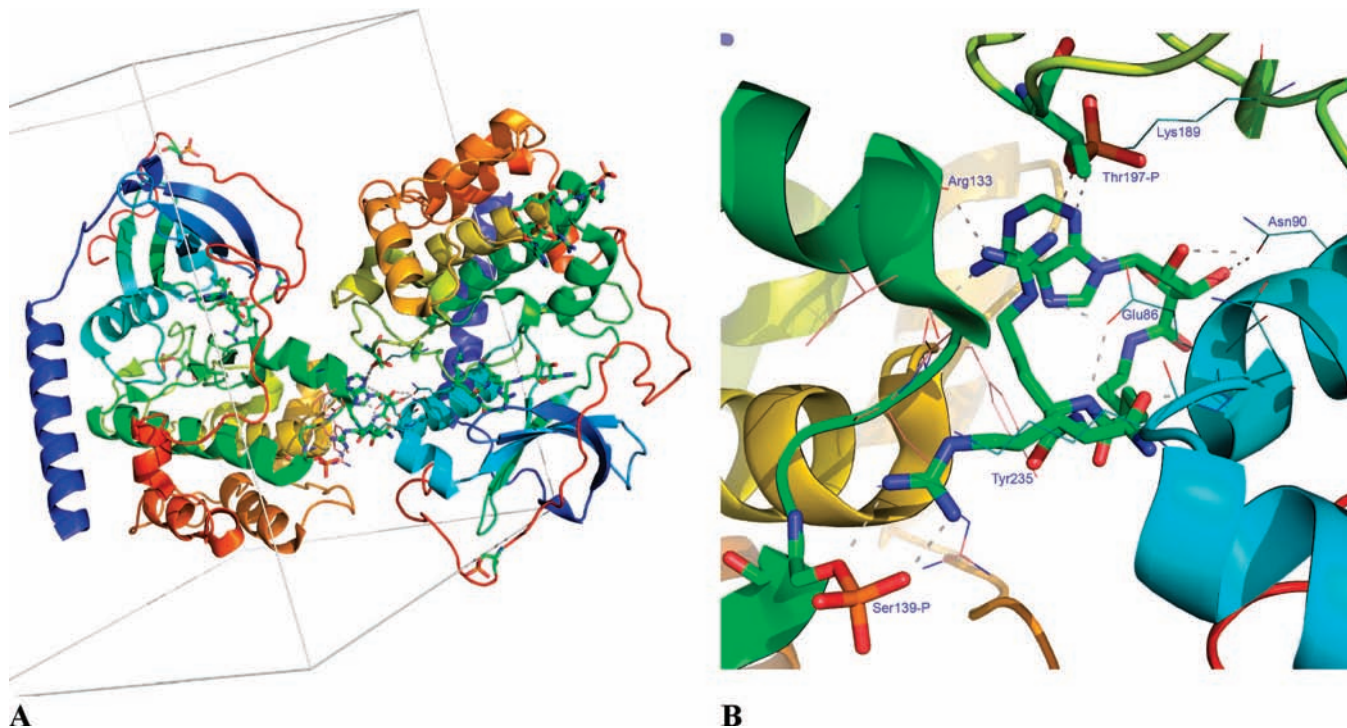 Lys189
Arg133
Thr197-P
Asn90
Glu86
Tyr235
Ser139-P
A
B